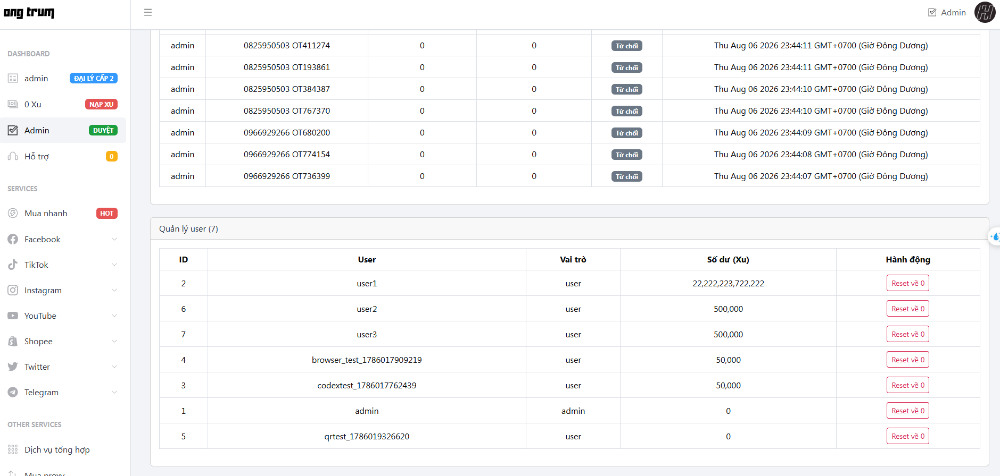 ong trum
Admin
DASHBOARD
admin ĐẠI LÝ CẤP 2
0 Xu NẠP XU
Admin DUYỆT
Hỗ trợ 0
SERVICES
Mua nhanh HOT
Facebook
TikTok
Instagram
YouTube
Shopee
Twitter
Telegram
OTHER SERVICES
Dịch vụ tổng hợp
Mua proxy
admin 0825950503 OT411274 0 0 Từ chối Thu Aug 06 2026 23:44:11 GMT+0700 (Giờ Đông Dương)
admin 0825950503 OT193861 0 0 Từ chối Thu Aug 06 2026 23:44:11 GMT+0700 (Giờ Đông Dương)
admin 0825950503 OT384387 0 0 Từ chối Thu Aug 06 2026 23:44:10 GMT+0700 (Giờ Đông Dương)
admin 0825950503 OT767370 0 0 Từ chối Thu Aug 06 2026 23:44:10 GMT+0700 (Giờ Đông Dương)
admin 0966929266 OT680200 0 0 Từ chối Thu Aug 06 2026 23:44:09 GMT+0700 (Giờ Đông Dương)
admin 0966929266 OT774154 0 0 Từ chối Thu Aug 06 2026 23:44:08 GMT+0700 (Giờ Đông Dương)
admin 0966929266 OT736399 0 0 Từ chối Thu Aug 06 2026 23:44:07 GMT+0700 (Giờ Đông Dương)
Quản lý user (7)
ID User Vai trò Số dư (Xu) Hành động
2 user1 user 22,222,223,722,222 Reset về 0
6 user2 user 500,000 Reset về 0
7 user3 user 500,000 Reset về 0
4 browser_test_1786017909219 user 50,000 Reset về 0
3 codextest_1786017762439 user 50,000 Reset về 0
1 admin admin 0 Reset về 0
5 qrtest_1786019326620 user 0 Reset về 0